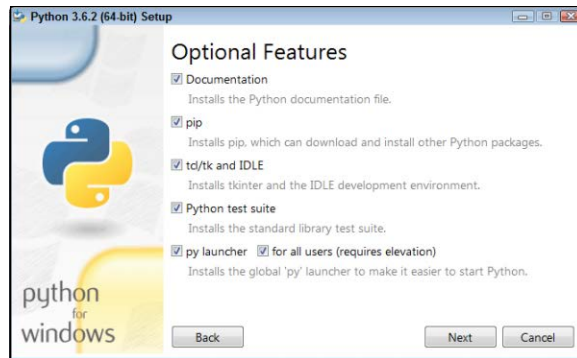 Python 3.6.2 (64-bit) Setup
Optional Features
Documentation
Installs the Python documentation file.
pip
Installs pip, which can download and install other Python packages.
tcl/tk and IDLE
Installs tkinter and the IDLE development environment.
Python test suite
Installs the standard library test suite.
py launcher for all users (requires elevation)
Installs the global 'py' launcher to make it easier to start Python.
python
for
windows
Back Next Cancel